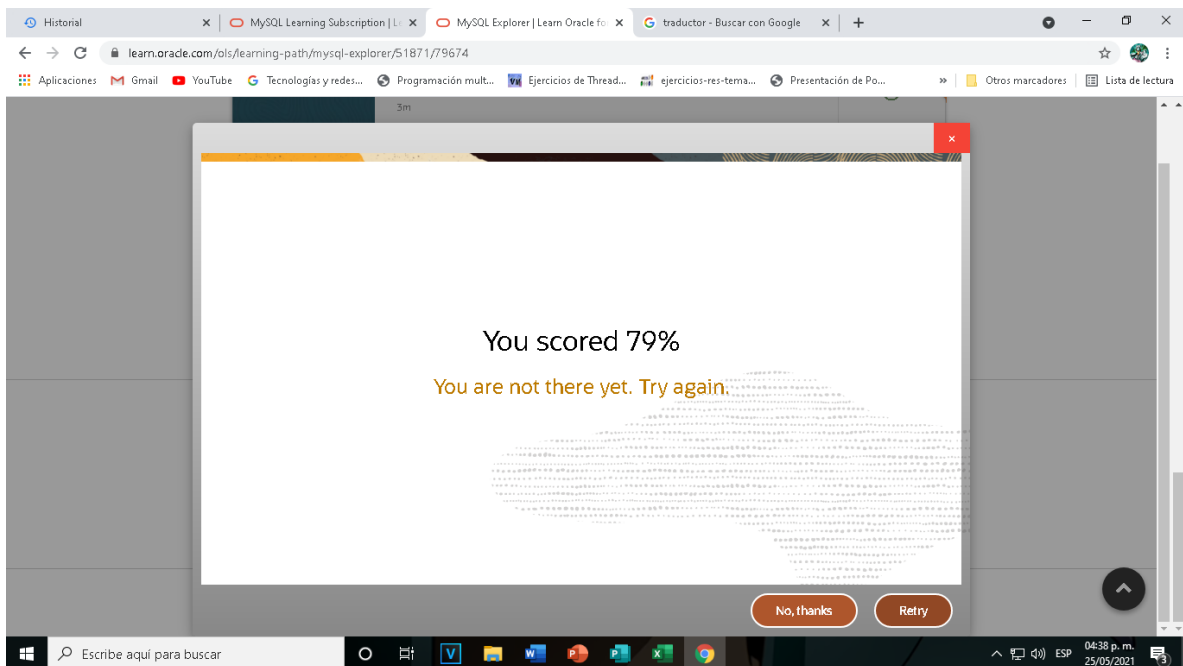 Historial
MySQL Learning Subscription | Le
MySQL Explorer | Learn Oracle for
traductor - Buscar con Google
learn.oracle.com/ols/learning-path/mysql-explorer/51871/79674
Aplicaciones
Gmail
YouTube
Tecnologías y redes...
Programación mult...
Ejercicios de Thread...
ejercicios-res-tema...
Presentación de Po...
»
Otros marcadores
Lista de lectura
3m
×
You scored 79%
You are not there yet. Try again.
No, thanks
Retry
Escribe aquí para buscar
ESP
04:38 p. m.
25/05/2021
3